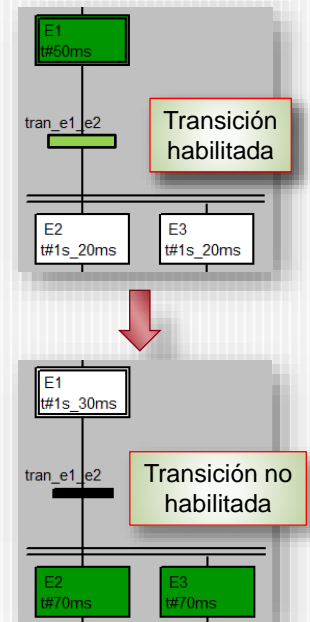 E1
t#50ms
tran_e1_e2
Transición
habilitada
E2
t#1s_20ms
E3
t#1s_20ms
E1
t#1s_30ms
tran_e1_e2
Transición no
habilitada
E2
t#70ms
E3
t#70ms